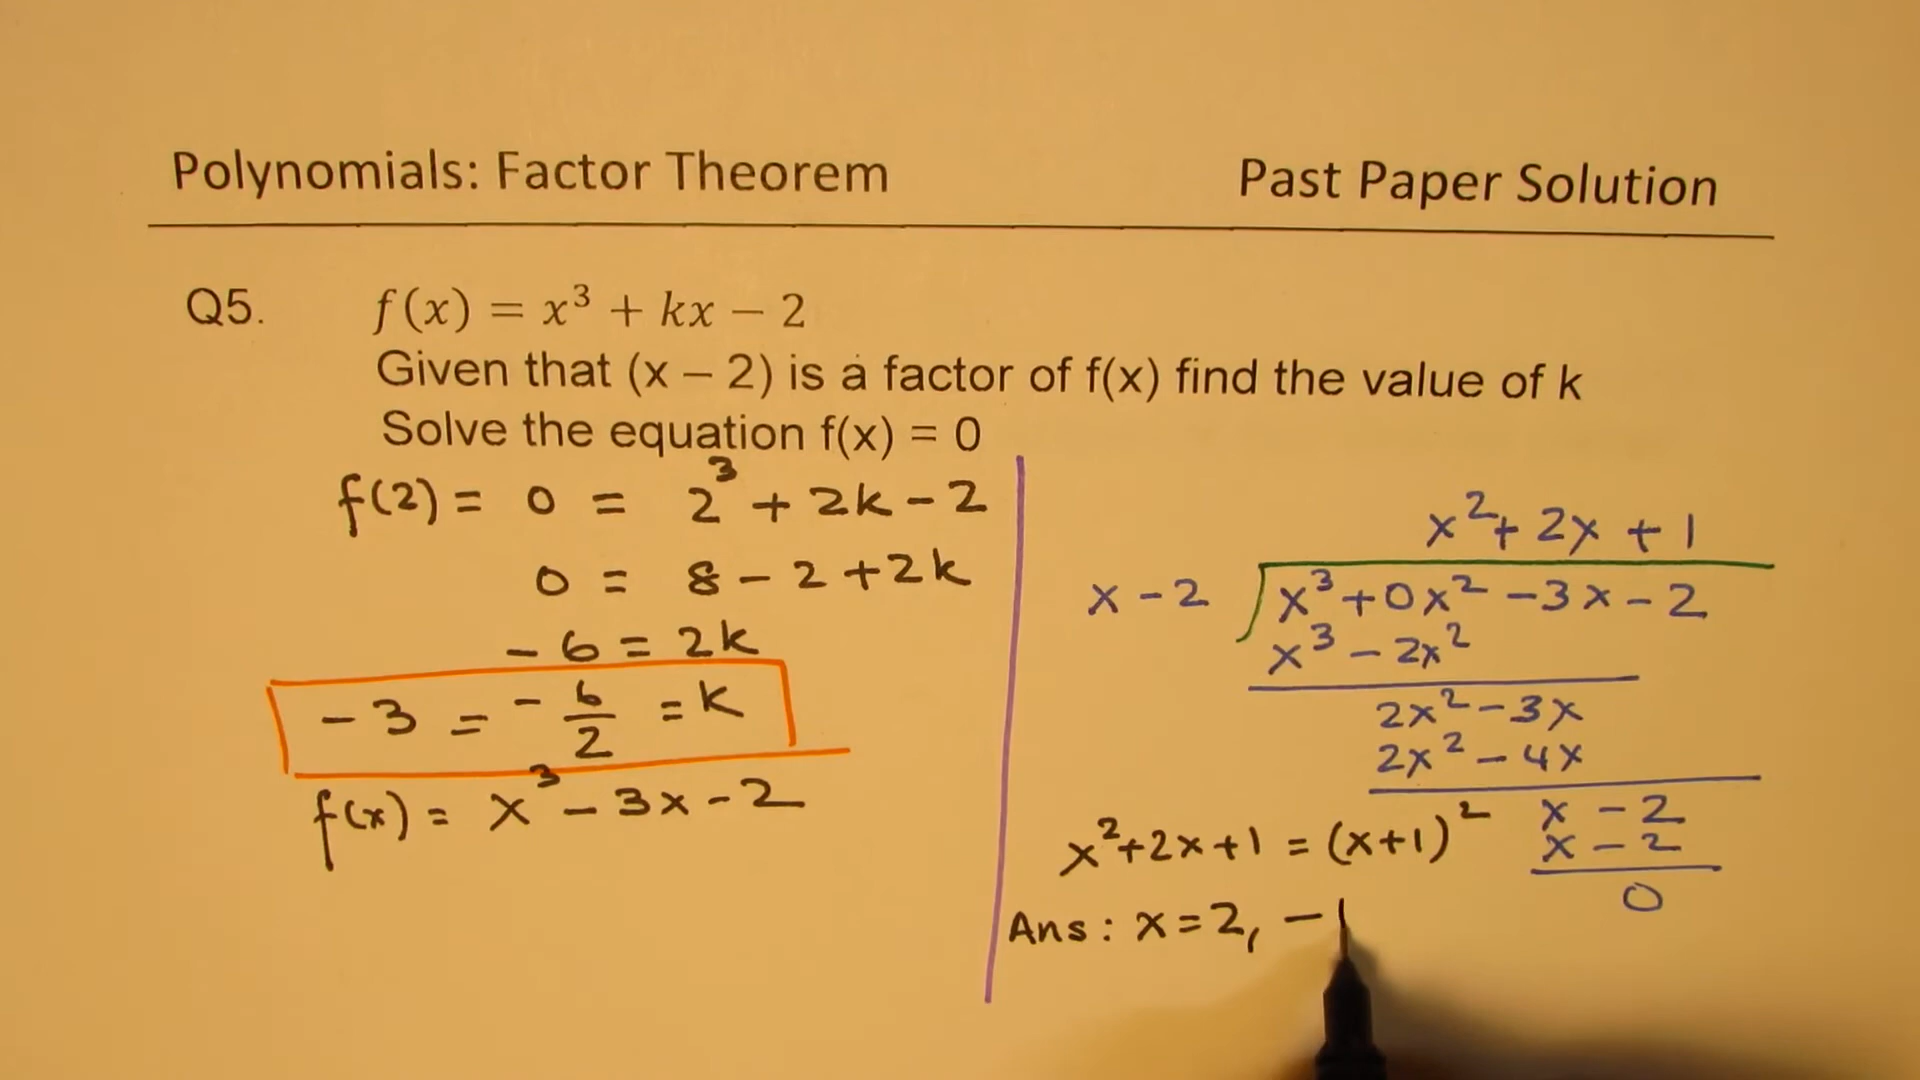 Polynomials: Factor Theorem
Past Paper Solution
Q5. f(x) = x³ + kx − 2
Given that (x – 2) is a factor of f(x) find the value of k
Solve the equation f(x) = 0
f(2) = 0 = 2³ + 2k - 2
0 = 8 - 2 + 2k
- 6 = 2k
- 3 = - 6/2 = k
f(x) = x³ - 3x - 2
x² + 2x + 1
x - 2 x³ + 0x² - 3x - 2
x³ - 2x²
2x² - 3x
2x² - 4x
x - 2
x - 2
0
x² + 2x + 1 = (x+1)²
Ans : x = 2, -1